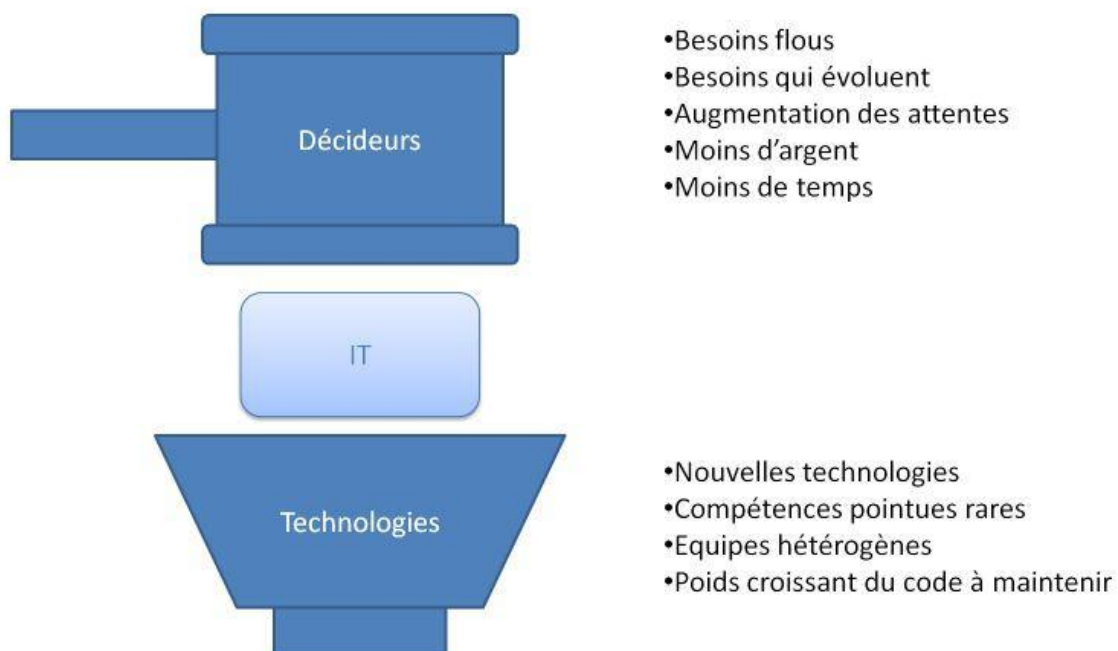 •Besoins flous
•Besoins qui évoluent
•Augmentation des attentes
•Moins d'argent
•Moins de temps
Décideurs
IT
Technologies
•Nouvelles technologies
•Compétences pointues rares
•Equipes hétérogènes
•Poids croissant du code à maintenir